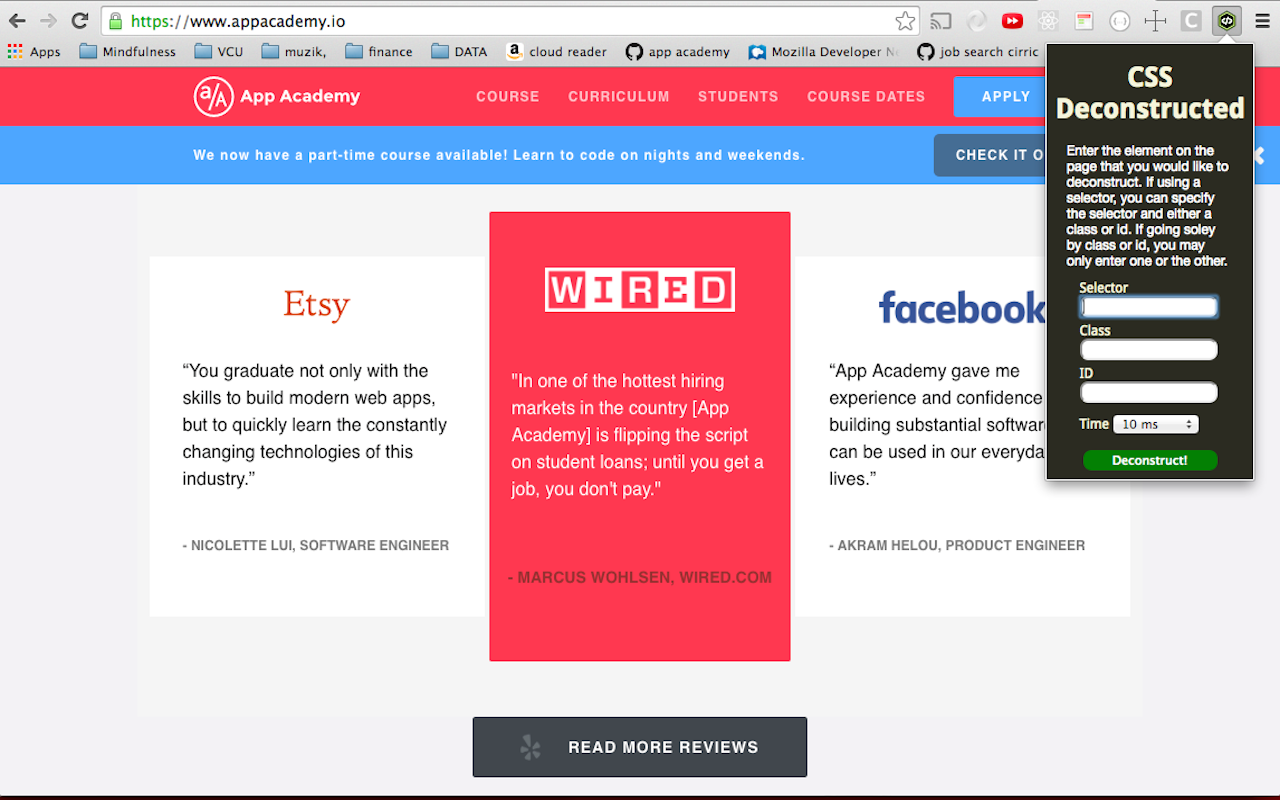 https://www.appacademy.io
Apps Mindfulness VCU muzik, finance DATA cloud reader app academy Mozilla Developer Ne job search cirric
a/A App Academy COURSE CURRICULUM STUDENTS COURSE DATES APPLY
We now have a part-time course available! Learn to code on nights and weekends. CHECK IT O
Etsy
“You graduate not only with the
skills to build modern web apps,
but to quickly learn the constantly
changing technologies of this
industry.”
- NICOLETTE LUI, SOFTWARE ENGINEER
WIRED
"In one of the hottest hiring
markets in the country [App
Academy] is flipping the script
on student loans; until you get a
job, you don't pay."
- MARCUS WOHLSEN, WIRED.COM
facebook
“App Academy gave me
experience and confidence
building substantial softwar
can be used in our everyda
lives.”
- AKRAM HELOU, PRODUCT ENGINEER
READ MORE REVIEWS
CSS
Deconstructed
Enter the element on the
page that you would like to
deconstruct. If using a
selector, you can specify
the selector and either a
class or id. If going soley
by class or id, you may
only enter one or the other.
Selector
Class
ID
Time 10 ms
Deconstruct!